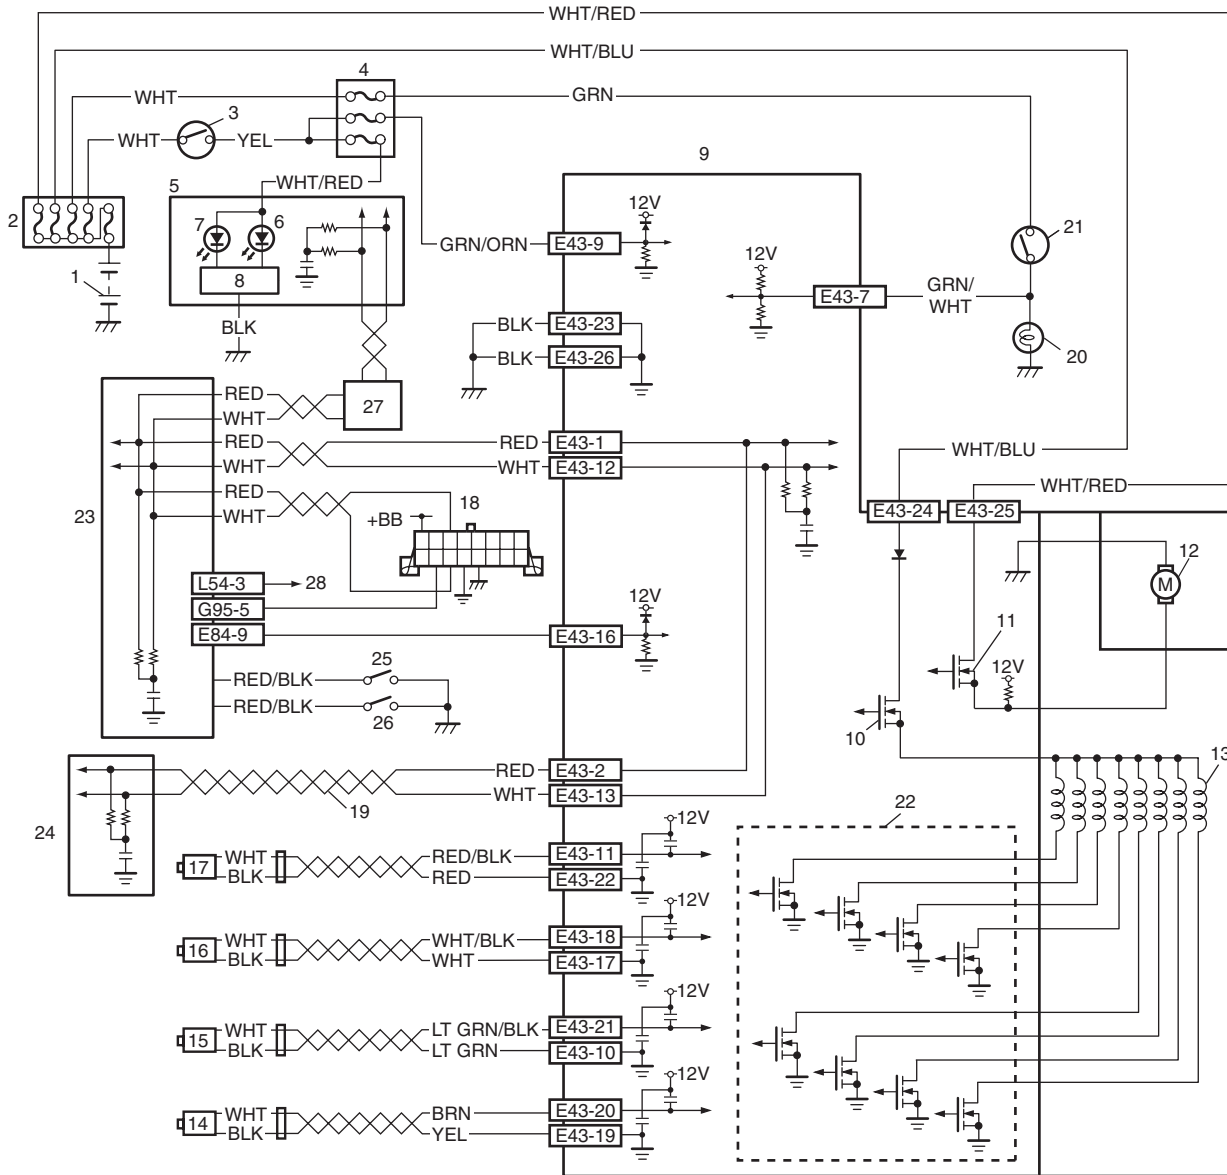 WHT/RED
WHT/BLU
4
WHT
GRN
3
WHT
YEL
9
WHT/RED
5
2
7
6
12V
21
GRN/ORN
E43-9
12V
1
8
E43-7
GRN/
WHT
BLK
BLK
E43-23
20
BLK
E43-26
RED
27
WHT
RED
RED
E43-1
WHT/BLU
WHT
WHT
E43-12
WHT/RED
RED
18
23
WHT
+BB
E43-24
E43-25
12
L54-3
28
M
G95-5
12V
11
E84-9
E43-16
25
12V
RED/BLK
RED/BLK
26
10
13
RED
E43-2
WHT
E43-13
19
22
24
12V
17
WHT
RED/BLK
E43-11
BLK
RED
E43-22
12V
16
WHT
WHT/BLK
E43-18
BLK
WHT
E43-17
12V
15
WHT
LT GRN/BLK
E43-21
BLK
LT GRN
E43-10
12V
14
WHT
BRN
E43-20
BLK
YEL
E43-19